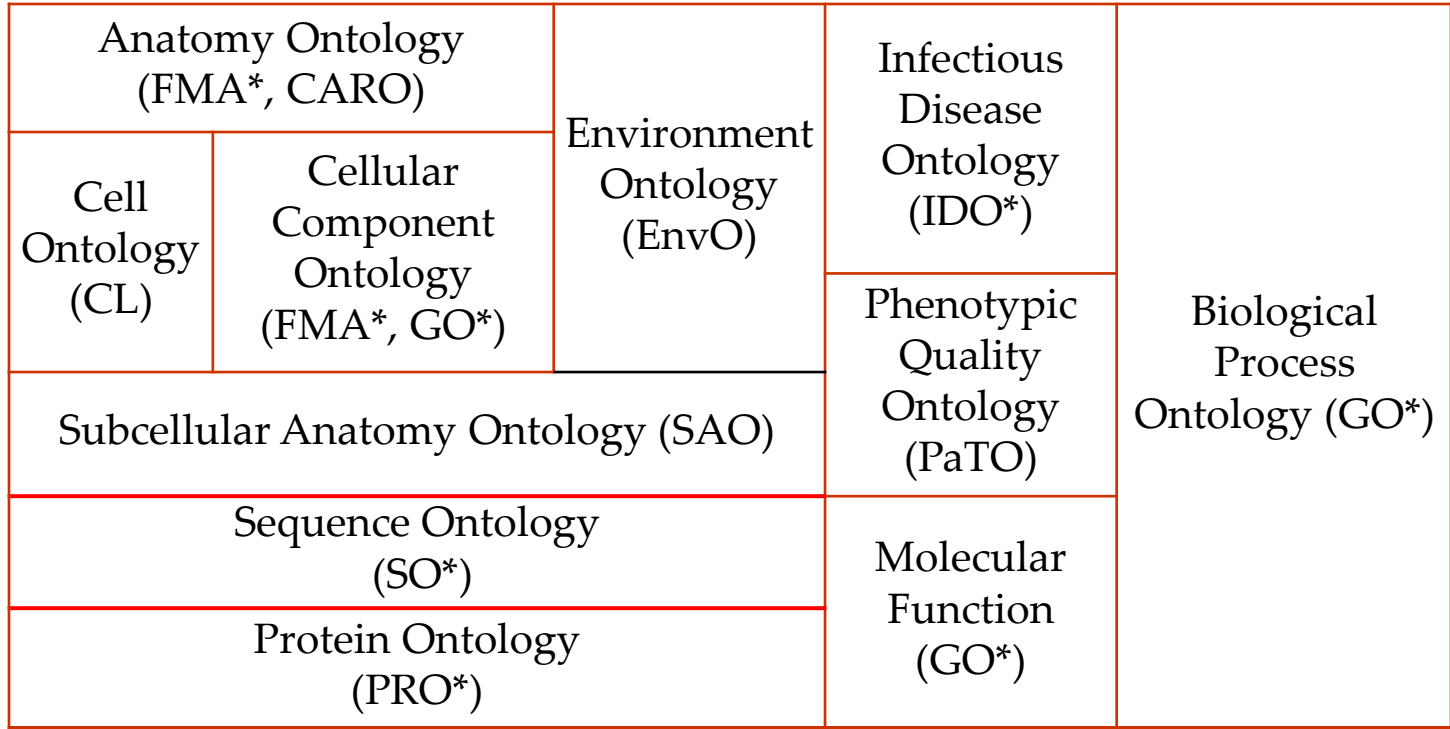 Anatomy Ontology
(FMA*, CARO)
Cell
Ontology
(CL)
Cellular
Component
Ontology
(FMA*, GO*)
Environment
Ontology
(EnvO)
Infectious
Disease
Ontology
(IDO*)
Phenotypic
Quality
Ontology
(PaTO)
Biological
Process
Ontology (GO*)
Subcellular Anatomy Ontology (SAO)
Sequence Ontology
(SO*)
Molecular
Function
(GO*)
Protein Ontology
(PRO*)